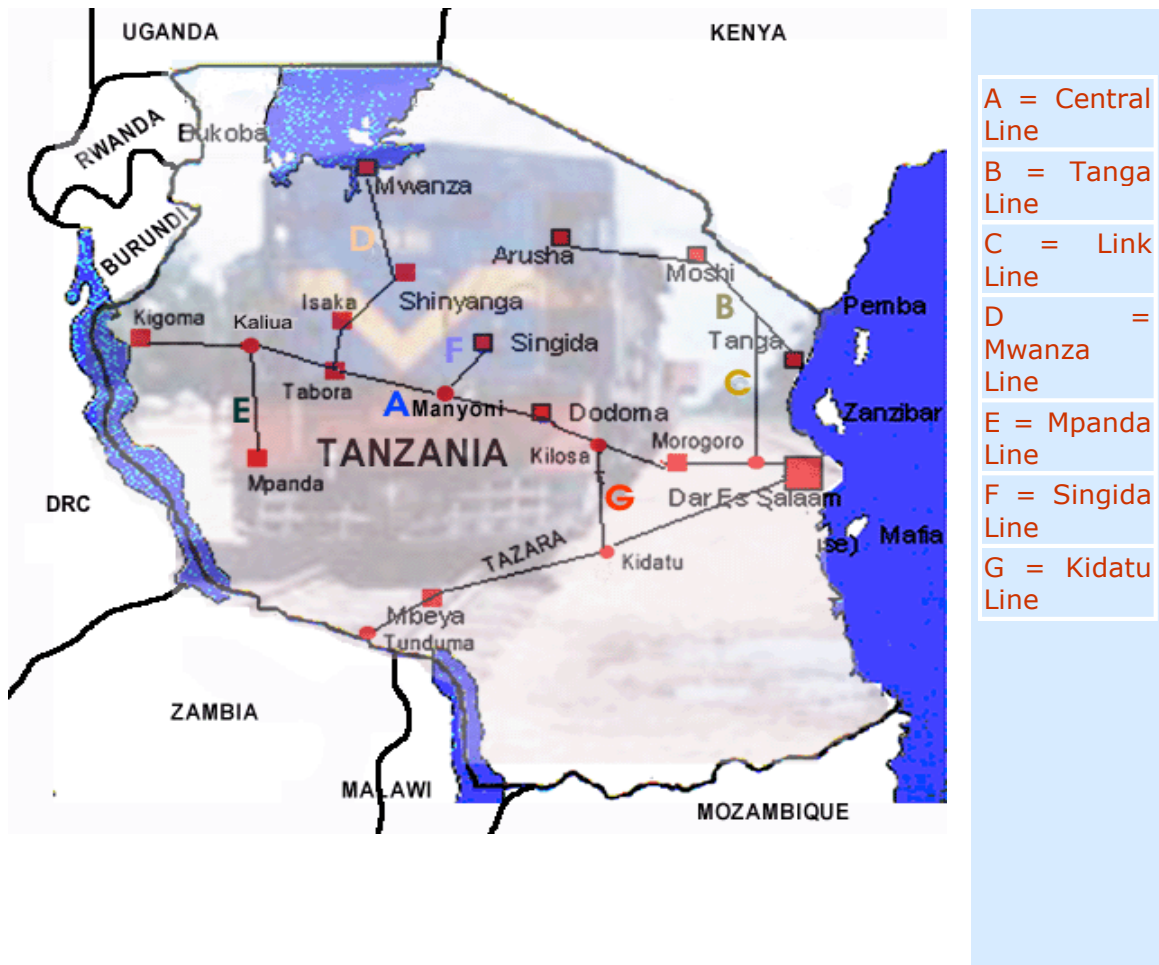 UGANDA
KENYA
RWANDA
Bukoba
BURUNDI
Mwanza
D
Arusha
Moshi
Shinyanga
Isaka
Kigoma
Kaliua
Singida
F
B
Tanga
Pemba
C
Tabora
E
A
Manyoni
Dodoma
Zanzibar
TANZANIA
Kilosa
Morogoro
Mpanda
G
Dar Es Salaam
DRC
TAZARA
Kidatu
se)
Mafia
Mbeya
Tunduma
ZAMBIA
MALAWI
MOZAMBIQUE
A = Central
Line
B = Tanga
Line
C = Link
Line
D =
Mwanza
Line
E = Mpanda
Line
F = Singida
Line
G = Kidatu
Line